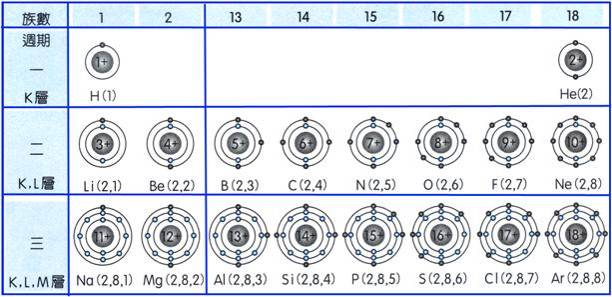 族數 1 2 13 14 15 16 17 18
週期
一 1+ 2+
K層 H(1) He(2)
二 3+ 4+ 5+ 6+ 7+ 8+ 9+ 10+
K,L層 Li(2,1) Be(2,2) B(2,3) C(2,4) N(2,5) O(2,6) F(2,7) Ne(2,8)
三 11+ 12+ 13+ 14+ 15+ 16+ 17+ 18+
K,L,M層 Na(2,8,1) Mg(2,8,2) Al(2,8,3) Si(2,8,4) P(2,8,5) S(2,8,6) Cl(2,8,7) Ar(2,8,8)